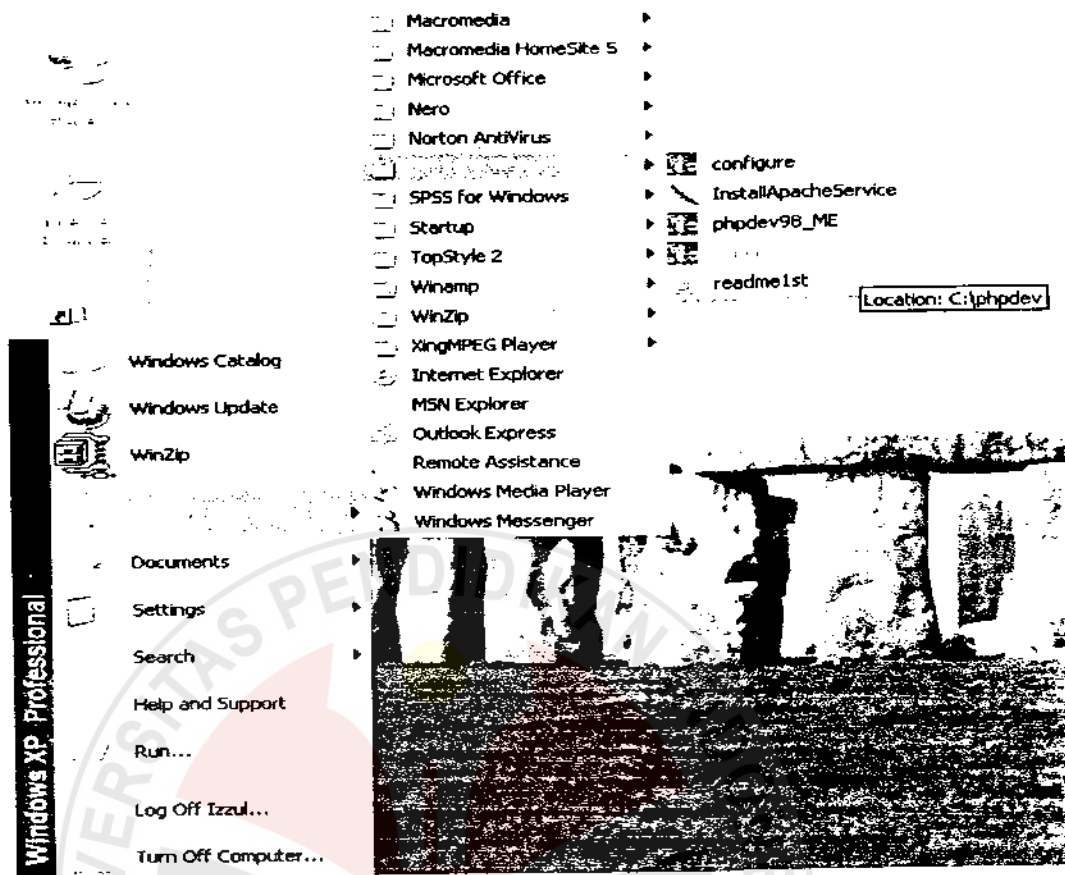 Macromedia
Macromedia HomeSite 5
Microsoft Office
Nero
Norton AntiVirus
SPSS for Windows
Startup
TopStyle 2
Winamp
WinZip
XingMPEG Player
Internet Explorer
MSN Explorer
Outlook Express
Remote Assistance
Windows Media Player
Windows Messenger
configure
InstallApacheService
phpdev98_ME
readme1st
Location: C:\phpdev
Windows Catalog
Windows Update
WinZip
Documents
Settings
Search
Help and Support
Run...
Log Off Izzul...
Turn Off Computer...
Windows XP Professional
ERSITAS PENDIDIKAN